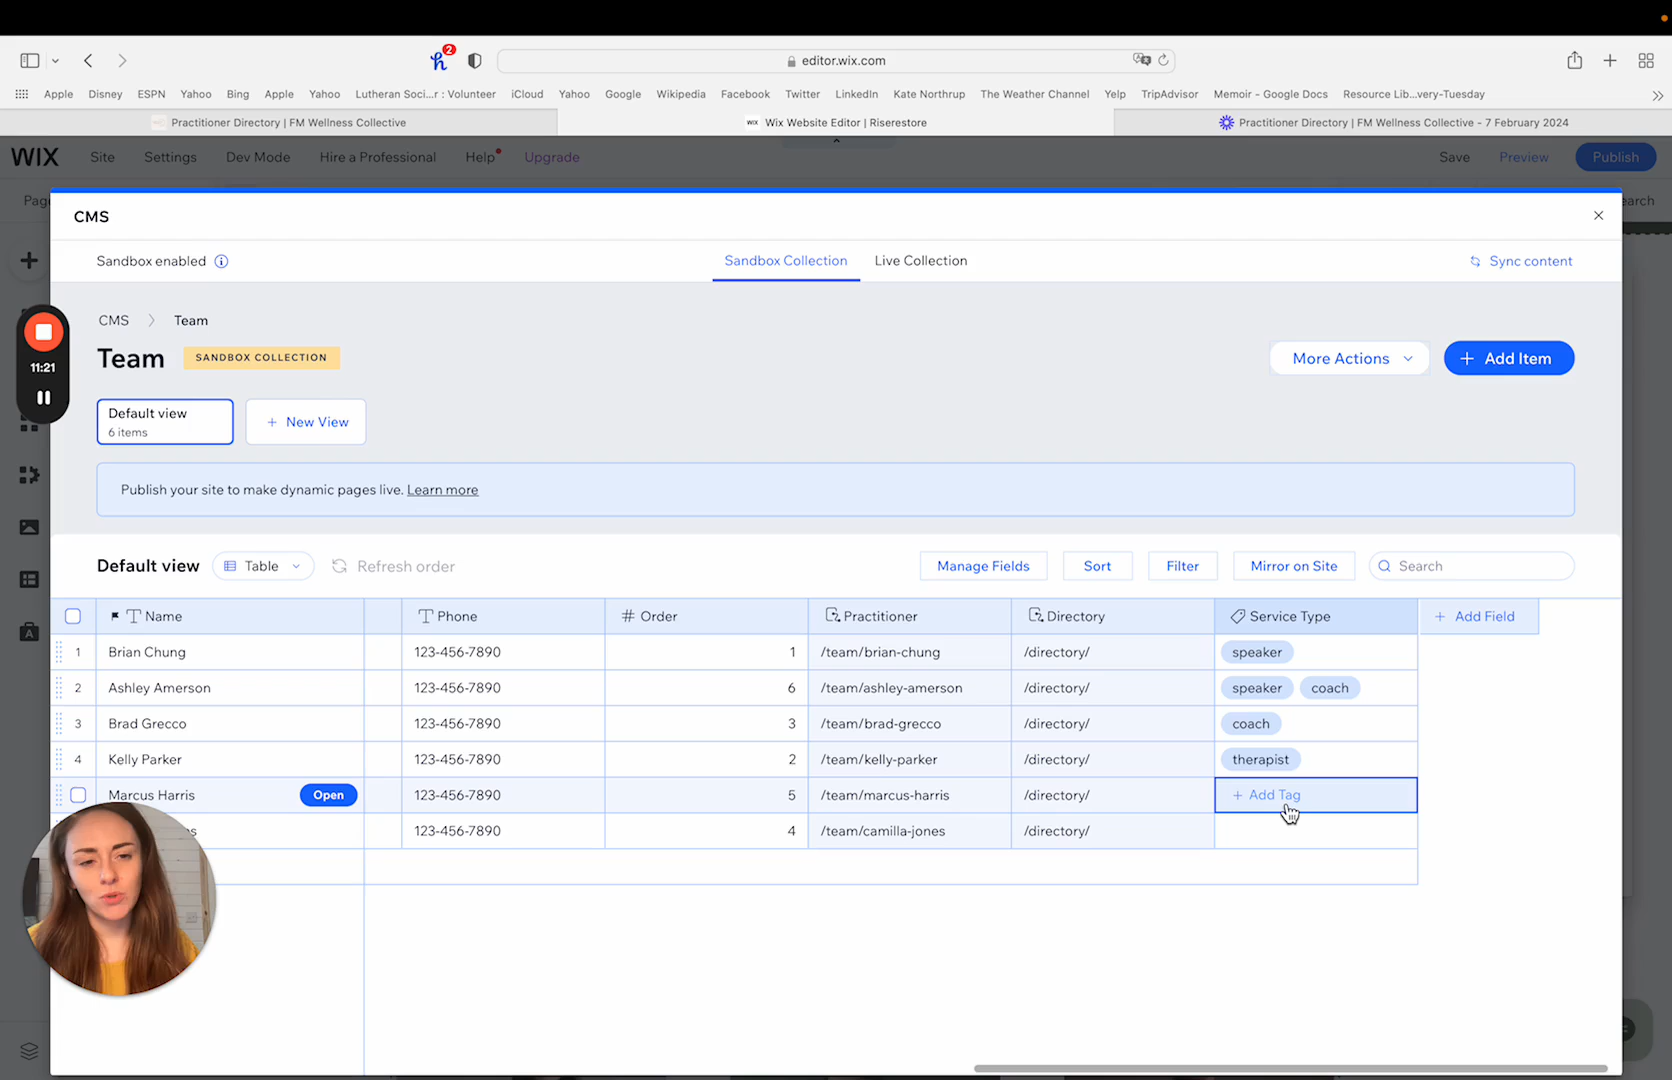 2
editor.wix.com
Apple Disney ESPN Yahoo Bing Apple Yahoo Lutheran Soci...r : Volunteer iCloud Yahoo Google Wikipedia Facebook Twitter LinkedIn Kate Northrup The Weather Channel Yelp TripAdvisor Memoir - Google Docs Resource Lib...very-Tuesday
Practitioner Directory | FM Wellness Collective
WIX Wix Website Editor | Riserestore
Practitioner Directory | FM Wellness Collective - 7 February 2024
WIX Site Settings Dev Mode Hire a Professional Help Upgrade Save Preview Publish
Pag
earch
CMS
Sandbox enabled
Sandbox Collection Live Collection
Sync content
CMS Team
Team SANDBOX COLLECTION
More Actions + Add Item
11:21
Default view
6 items
+ New View
Publish your site to make dynamic pages live. Learn more
Default view Table Refresh order
Manage Fields Sort Filter Mirror on Site Search
Name Phone # Order Practitioner Directory Service Type + Add Field
1 Brian Chung 123-456-7890 1 /team/brian-chung /directory/ speaker
2 Ashley Amerson 123-456-7890 6 /team/ashley-amerson /directory/ speaker coach
3 Brad Grecco 123-456-7890 3 /team/brad-grecco /directory/ coach
4 Kelly Parker 123-456-7890 2 /team/kelly-parker /directory/ therapist
Marcus Harris Open 123-456-7890 5 /team/marcus-harris /directory/ + Add Tag
es 123-456-7890 4 /team/camilla-jones /directory/